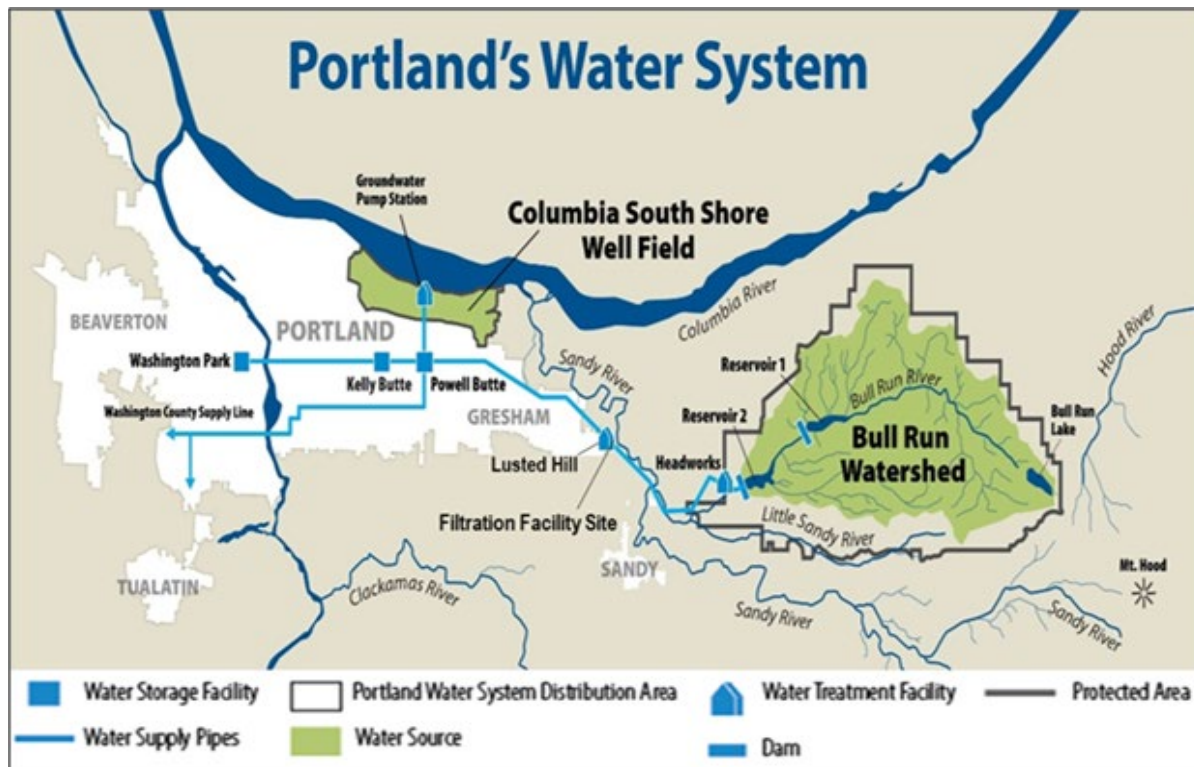 Portland's Water System
Groundwater
Pump Station
Columbia South Shore
Well Field
Columbia River
Hood River
BEAVERTON
PORTLAND
Washington Park
Kelly Butte
Powell Butte
Sandy River
Reservoir 1
Bull Run River
Washington County Supply Line
GRESHAM
Reservoir 2
Bull Run
Lake
Bull Run
Watershed
Lusted Hill
Headworks
Filtration Facility Site
Little Sandy River
SANDY
Mt. Hood
TUALATIN
Clackamas River
Sandy River
Sandy River
Water Storage Facility
Portland Water System Distribution Area
Water Treatment Facility
Protected Area
Water Supply Pipes
Water Source
Dam